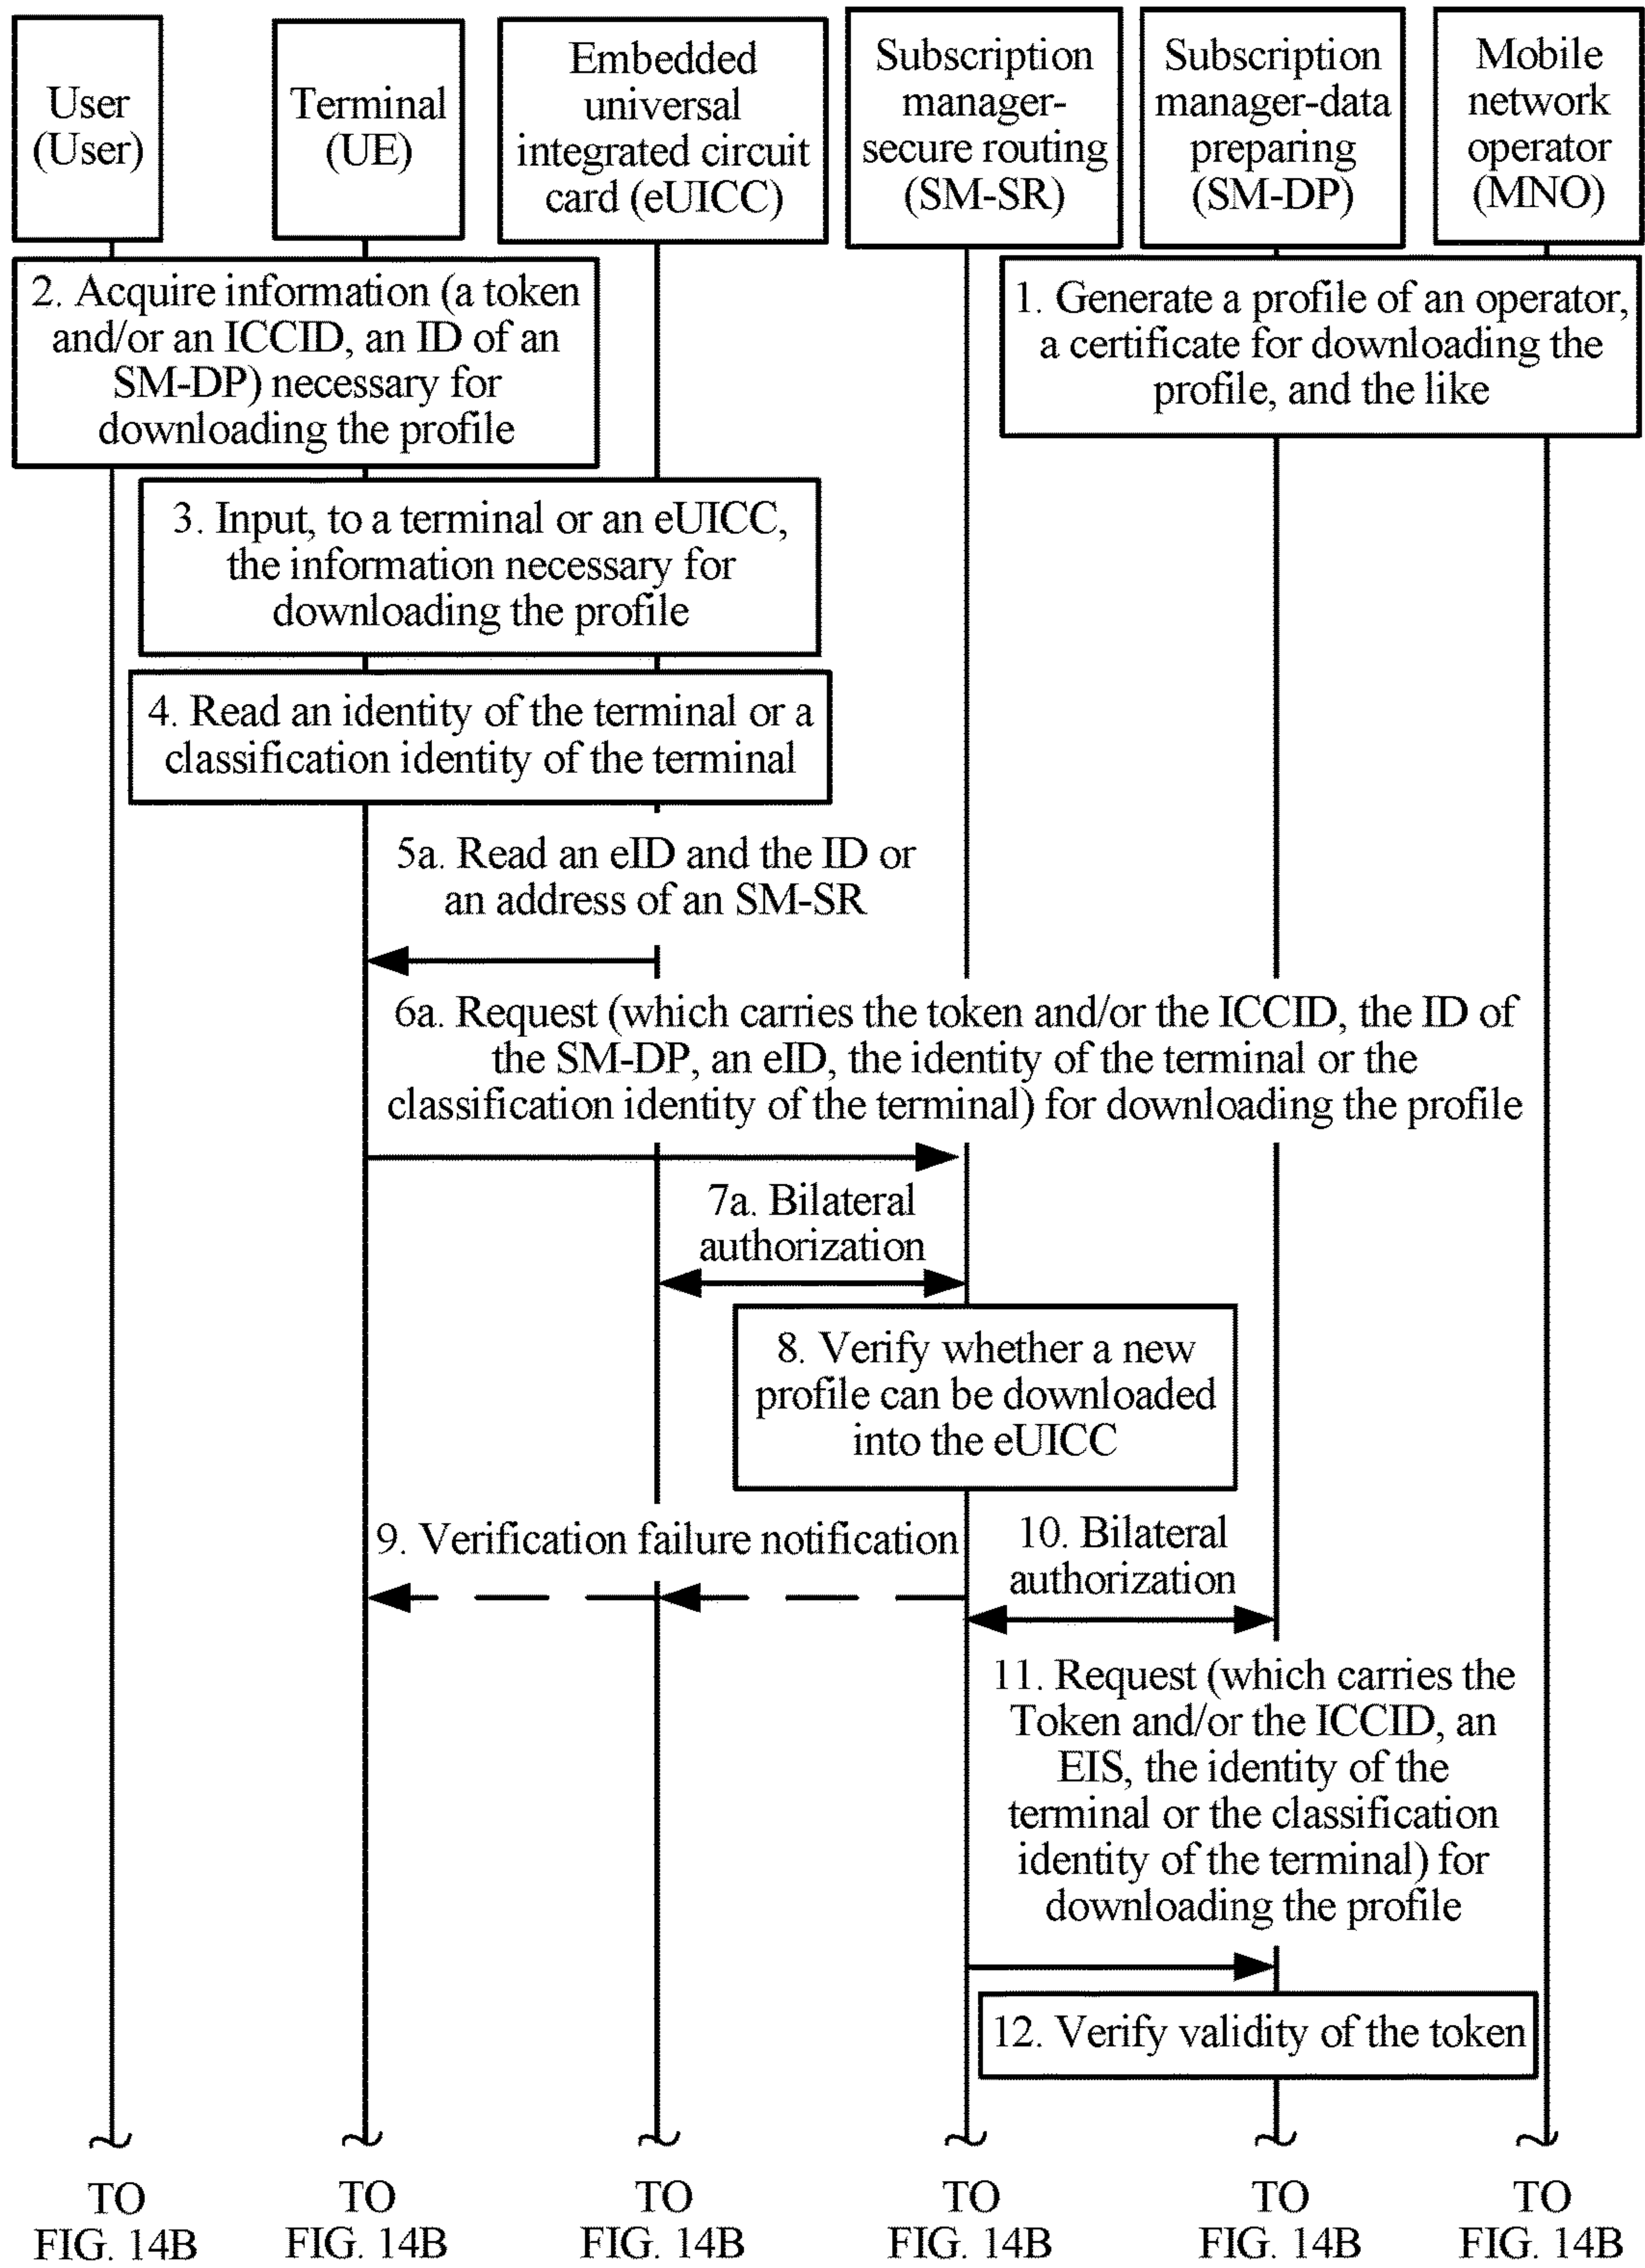 User
(User)
Terminal
(UE)
Embedded
universal
integrated circuit
card (eUICC)
Subscription
manager-
secure routing
(SM-SR)
Subscription
manager-data
preparing
(SM-DP)
Mobile
network
operator
(MNO)
1. Generate a profile of an operator,
a certificate for downloading the
profile, and the like
2. Acquire information (a token
and/or an ICCID, an ID of an
SM-DP) necessary for
downloading the profile
3. Input, to a terminal or an eUICC,
the information necessary for
downloading the profile
4. Read an identity of the terminal or a
classification identity of the terminal
5a. Read an eID and the ID or
an address of an SM-SR
6a. Request (which carries the token and/or the ICCID, the ID of
the SM-DP, an eID, the identity of the terminal or the
classification identity of the terminal) for downloading the profile
7a. Bilateral
authorization
8. Verify whether a new
profile can be downloaded
into the eUICC
9. Verification failure notification
10. Bilateral
authorization
11. Request (which carries the
Token and/or the ICCID, an
EIS, the identity of the
terminal or the classification
identity of the terminal) for
downloading the profile
12. Verify validity of the token
TO
FIG. 14B
TO
FIG. 14B
TO
FIG. 14B
TO
FIG. 14B
TO
FIG. 14B
TO
FIG. 14B